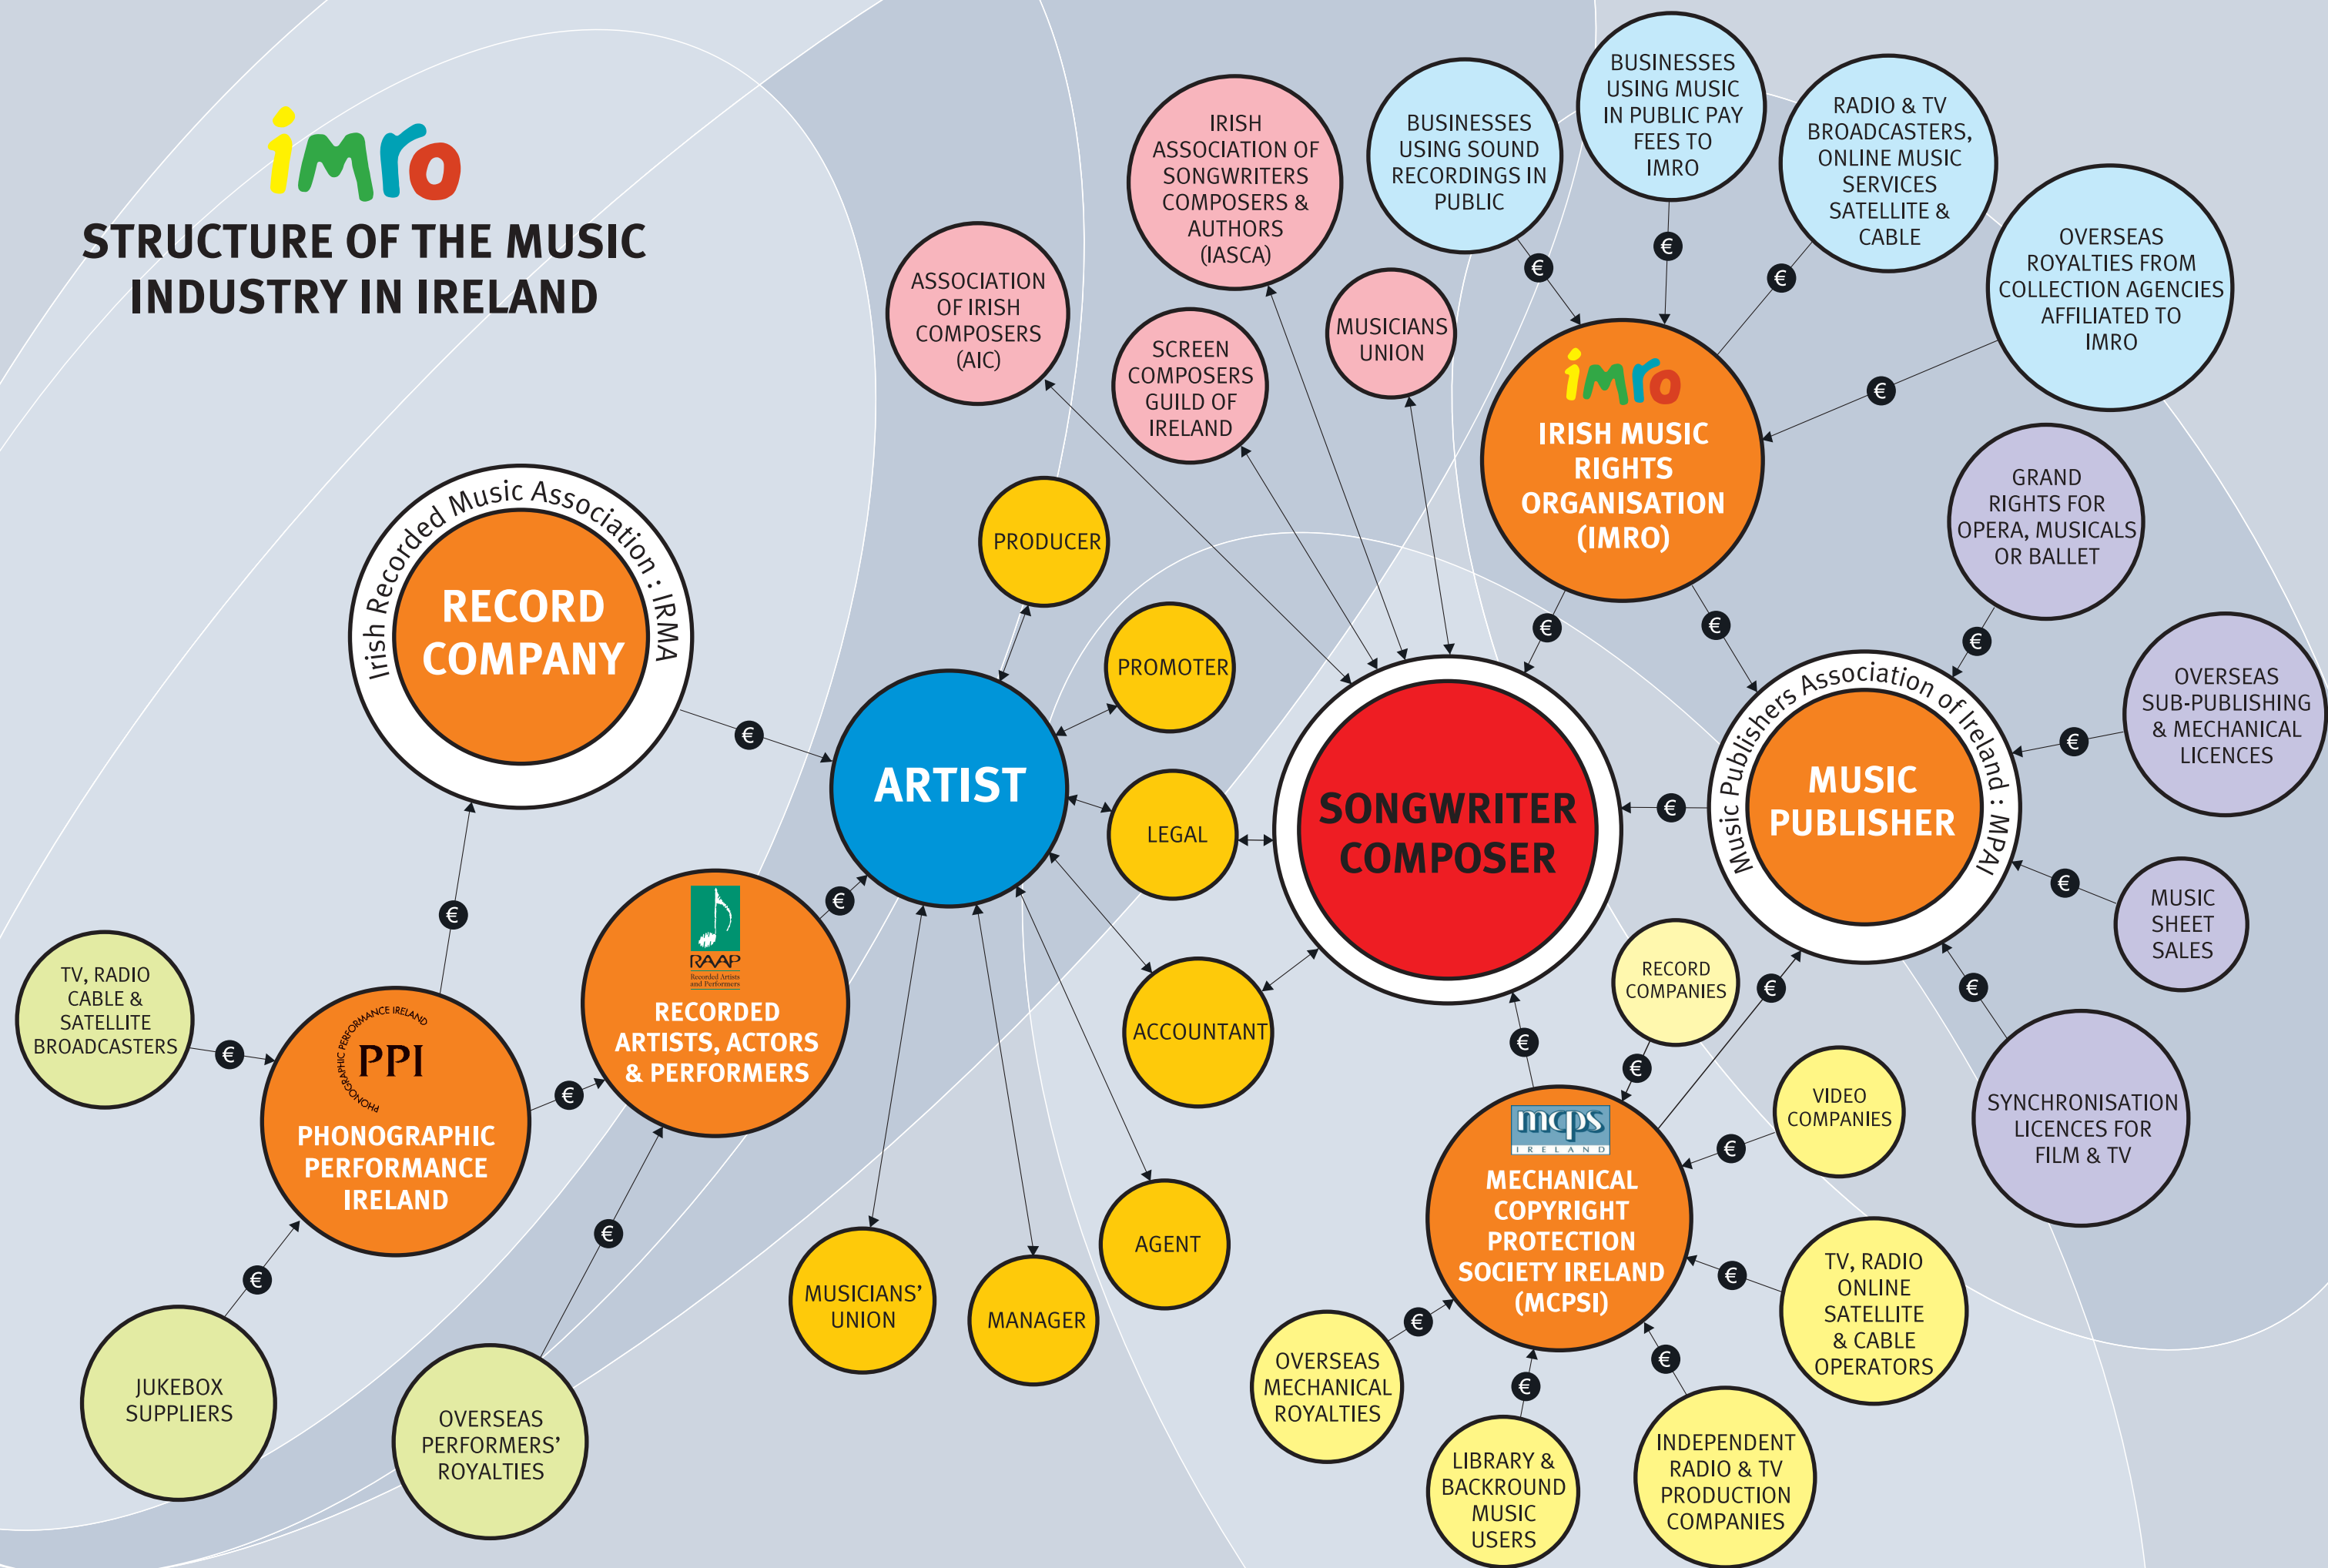 imro
STRUCTURE OF THE MUSIC
INDUSTRY IN IRELAND
ASSOCIATION
OF IRISH
COMPOSERS
(AIC)
IRISH
ASSOCIATION OF
SONGWRITERS
COMPOSERS &
AUTHORS
(IASCA)
SCREEN
COMPOSERS
GUILD OF
IRELAND
MUSICIANS
UNION
BUSINESSES
USING SOUND
RECORDINGS IN
PUBLIC
BUSINESSES
USING MUSIC
IN PUBLIC PAY
FEES TO
IMRO
RADIO & TV
BROADCASTERS,
ONLINE MUSIC
SERVICES
SATELLITE &
CABLE
OVERSEAS
ROYALTIES FROM
COLLECTION AGENCIES
AFFILIATED TO
IMRO
€
€
€
€
imro
IRISH MUSIC
RIGHTS
ORGANISATION
(IMRO)
€
€
GRAND
RIGHTS FOR
OPERA, MUSICALS
OR BALLET
€
OVERSEAS
SUB-PUBLISHING
& MECHANICAL
LICENCES
€
Irish Recorded Music Association : IRMA
RECORD
COMPANY
€
€
PRODUCER
PROMOTER
ARTIST
LEGAL
SONGWRITER
COMPOSER
€
Music Publishers Association of Ireland : MPAI
MUSIC
PUBLISHER
MUSIC
SHEET
SALES
€
SYNCHRONISATION
LICENCES FOR
FILM & TV
€
ACCOUNTANT
TV, RADIO
CABLE &
SATELLITE
BROADCASTERS
€
PHONOGRAPHIC PERFORMANCE IRELAND
PPI
PHONOGRAPHIC
PERFORMANCE
IRELAND
€
RAAP
Recorded Artists
and Performers
RECORDED
ARTISTS, ACTORS
& PERFORMERS
€
€
€
JUKEBOX
SUPPLIERS
OVERSEAS
PERFORMERS’
ROYALTIES
MUSICIANS’
UNION
MANAGER
AGENT
RECORD
COMPANIES
€
€
€
VIDEO
COMPANIES
€
mcps
IRELAND
MECHANICAL
COPYRIGHT
PROTECTION
SOCIETY IRELAND
(MCPSI)
TV, RADIO
ONLINE
SATELLITE
& CABLE
OPERATORS
€
OVERSEAS
MECHANICAL
ROYALTIES
€
LIBRARY &
BACKROUND
MUSIC
USERS
€
INDEPENDENT
RADIO & TV
PRODUCTION
COMPANIES
€